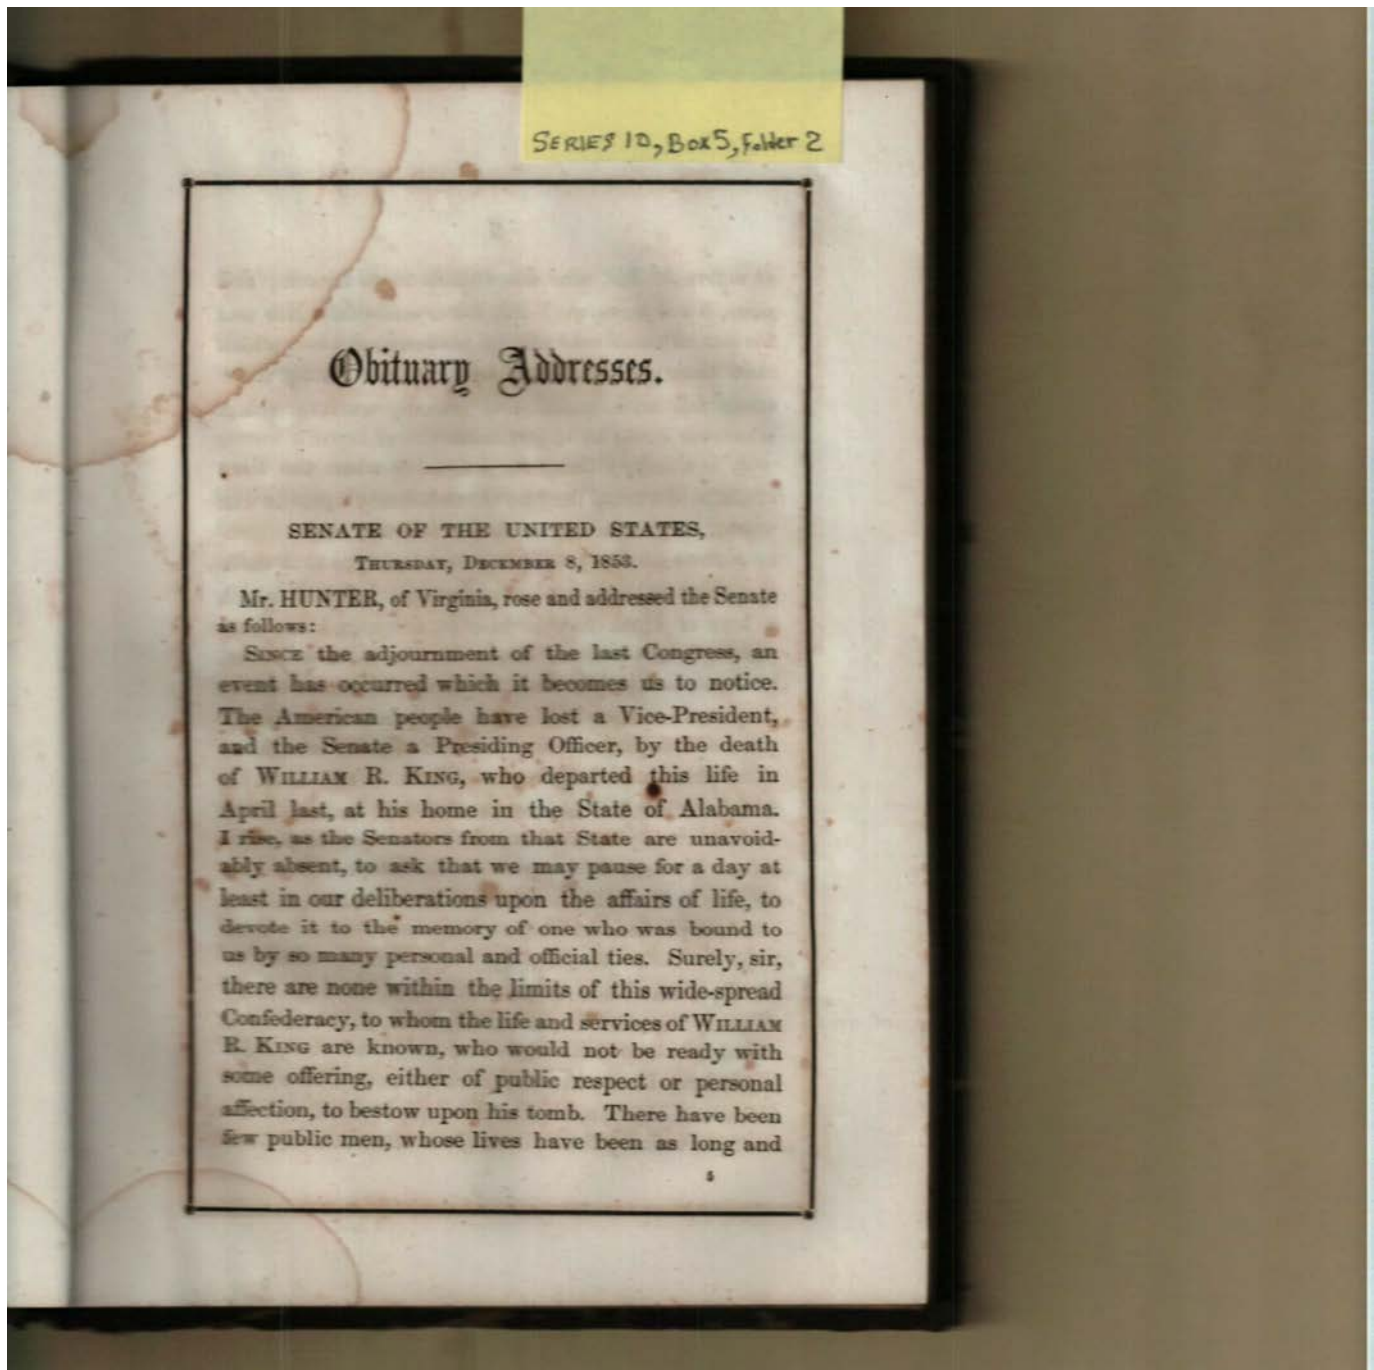 SERIES 10, Box 5, Folder 2
Obituary Addresses.
SENATE OF THE UNITED STATES,
THURSDAY, DECEMBER 8, 1853.
Mr. HUNTER, of Virginia, rose and addressed the Senate
as follows:
SINCE the adjournment of the last Congress, an
event has occurred which it becomes us to notice.
The American people have lost a Vice-President,
and the Senate a Presiding Officer, by the death
of WILLIAM R. KING, who departed this life in
April last, at his home in the State of Alabama.
I rise, as the Senators from that State are unavoid-
ably absent, to ask that we may pause for a day at
least in our deliberations upon the affairs of life, to
devote it to the memory of one who was bound to
us by so many personal and official ties. Surely, sir,
there are none within the limits of this wide-spread
Confederacy, to whom the life and services of WILLIAM
R. KING are known, who would not be ready with
some offering, either of public respect or personal
affection, to bestow upon his tomb. There have been
few public men, whose lives have been as long and
5